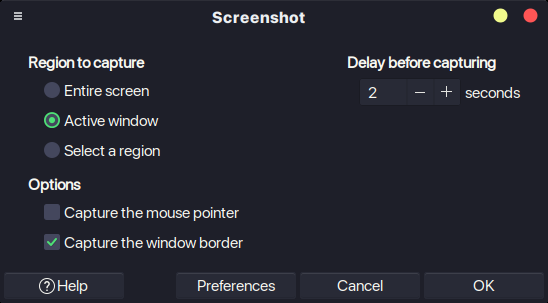 Screenshot
Region to capture
Entire screen
Active window
Select a region
Delay before capturing
2 seconds
Options
Capture the mouse pointer
Capture the window border
Help
Preferences
Cancel
OK